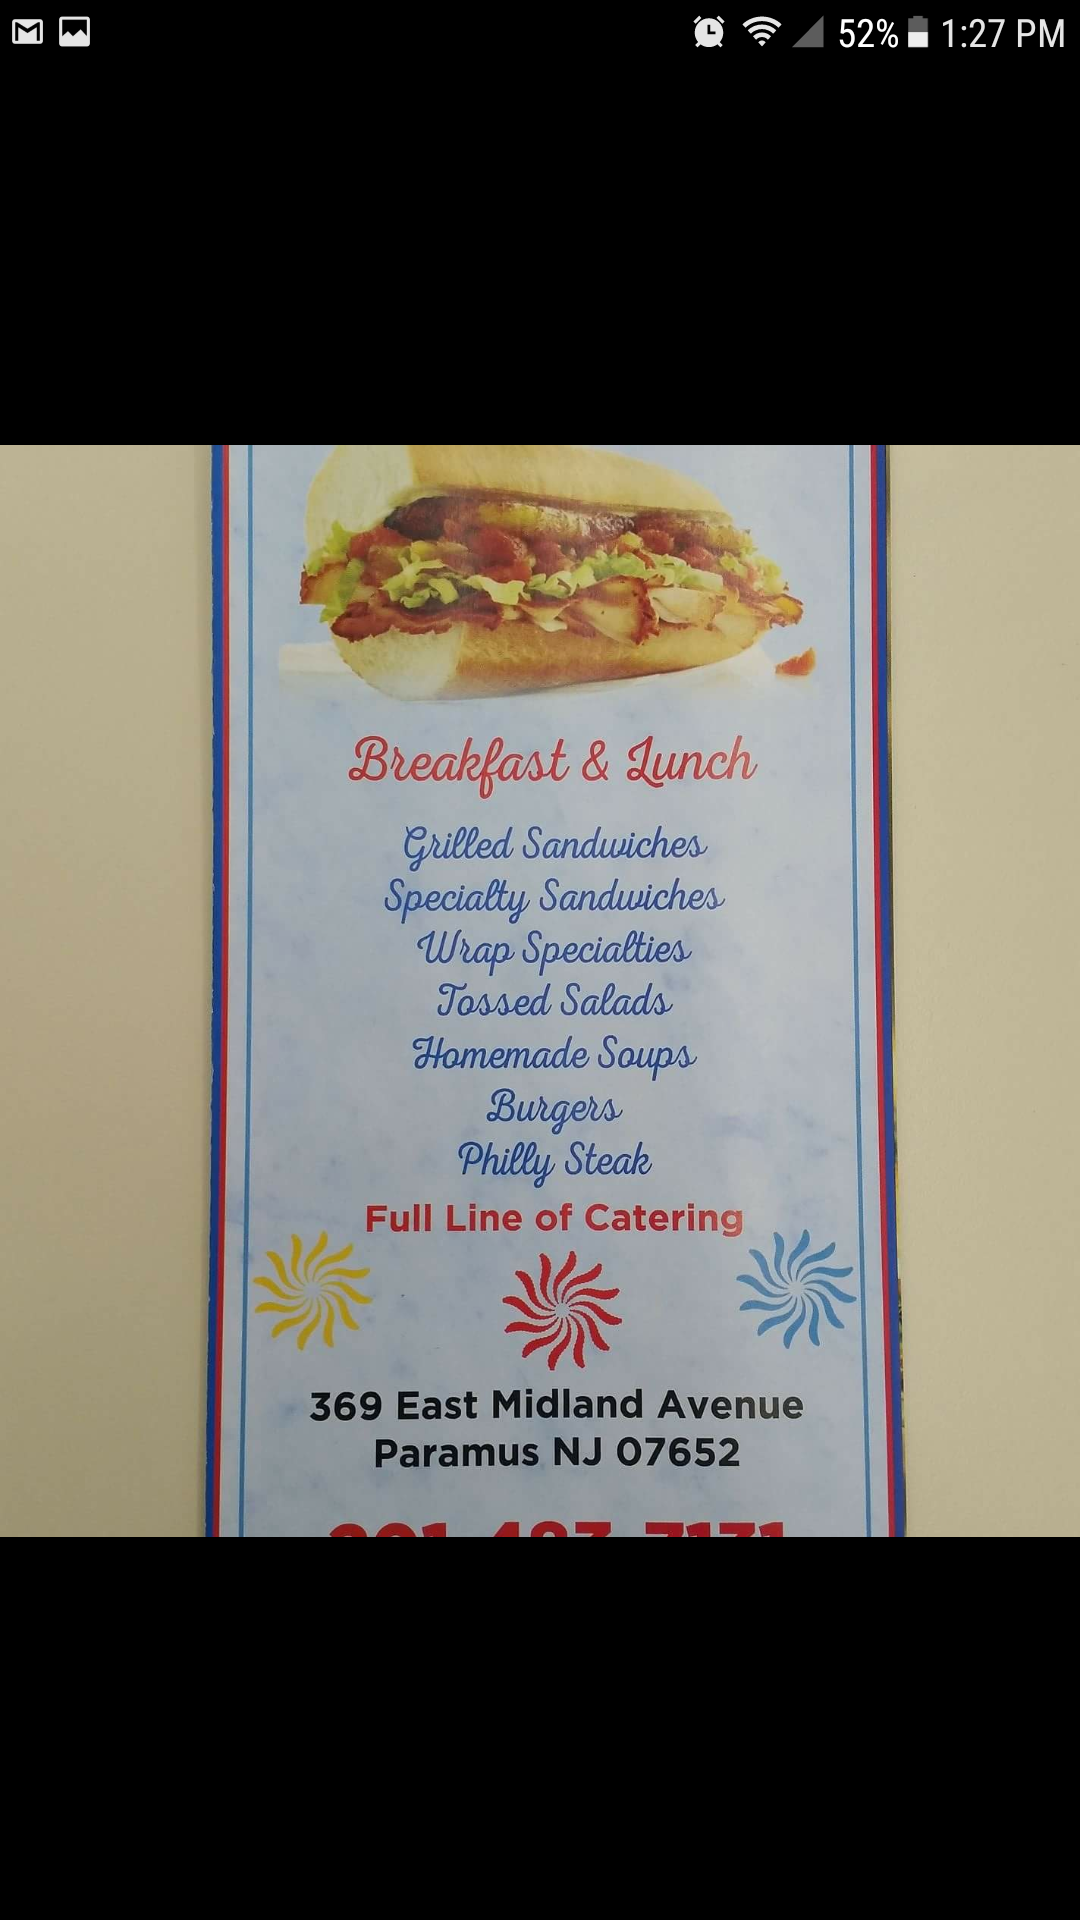 52% 1:27 PM
Breakfast & Lunch
Grilled Sandwiches
Specialty Sandwiches
Wrap Specialties
Tossed Salads
Homemade Soups
Burgers
Philly Steak
Full Line of Catering
369 East Midland Avenue
Paramus NJ 07652